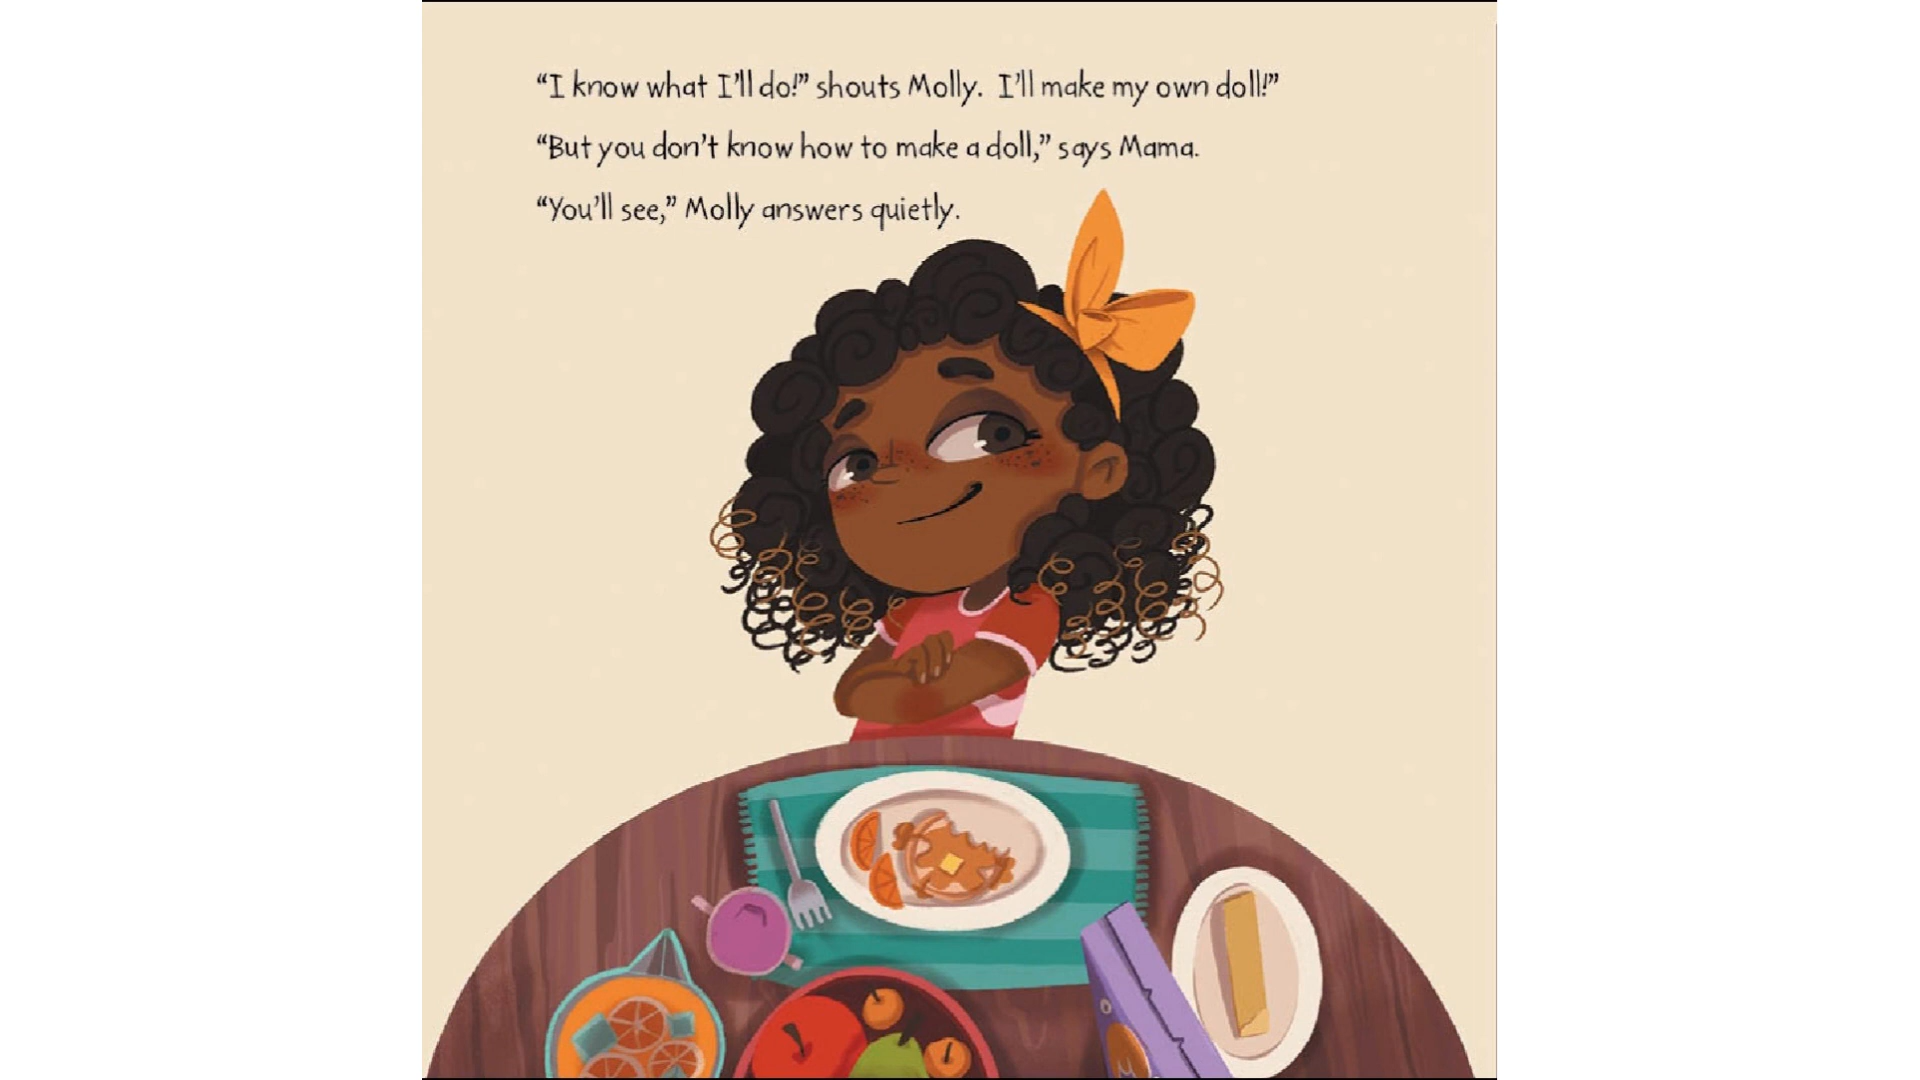 “I know what I’ll do!” shouts Molly.  I’ll make my own doll!”
“But you don’t know how to make a doll,” says Mama.
“You’ll see,” Molly answers quietly.